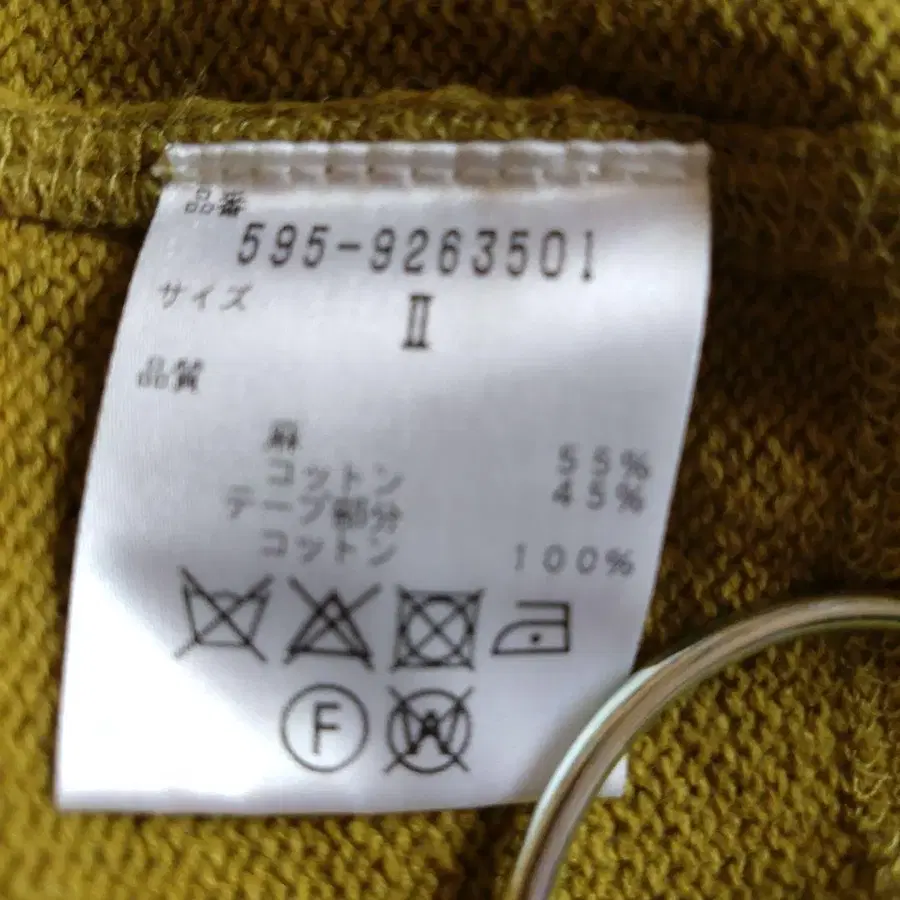 品番
595-9263501
サイズ
Ⅱ
品質
麻 55%
コットン 45%
テープ部分
コットン 100%
F
W